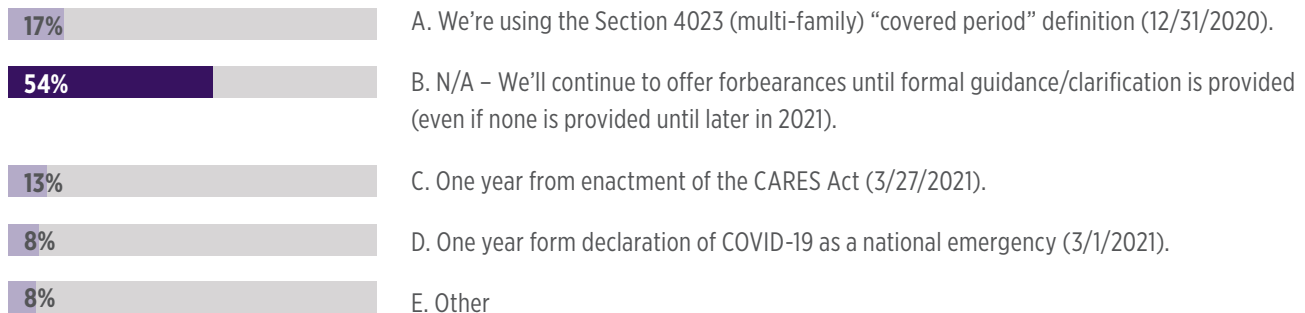 17% A. We’re using the Section 4023 (multi-family) “covered period” definition (12/31/2020).
54% B. N/A – We’ll continue to offer forbearances until formal guidance/clarification is provided
(even if none is provided until later in 2021).
13% C. One year from enactment of the CARES Act (3/27/2021).
8% D. One year form declaration of COVID-19 as a national emergency (3/1/2021).
8% E. Other